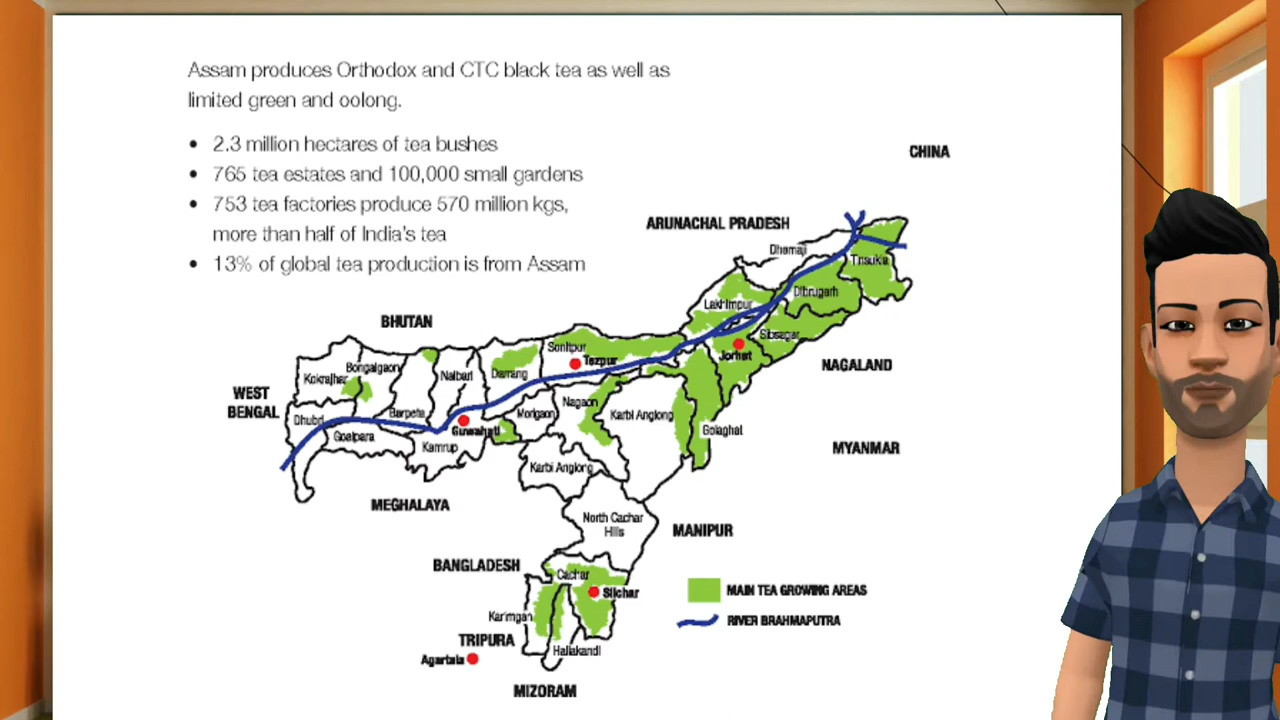 Assam produces Orthodox and CTC black tea as well as
limited green and oolong.
• 2.3 million hectares of tea bushes
• 765 tea estates and 100,000 small gardens
• 753 tea factories produce 570 million kgs,
more than half of India's tea
• 13% of global tea production is from Assam
CHINA
ARUNACHAL PRADESH
Dhemaji
Tinsukia
Dibrugarh
Lakhimpur
BHUTAN
Sibsagar
Sonitpur
Tezpur
Jorhat
NAGALAND
Bongaigaon
Kokrajhar
Nalbari
Darrang
WEST
BENGAL
Dhubri
Barpeta
Morigaon
Nagaon
Karbi Anglong
Goalpara
Guwahati
Golaghat
Kamrup
MYANMAR
Karbi Anglong
MEGHALAYA
North Cachar
Hills
MANIPUR
BANGLADESH
Cachar
Silchar
MAIN TEA GROWING AREAS
Karimgan
RIVER BRAHMAPUTRA
TRIPURA
Hailakandi
Agartala
MIZORAM